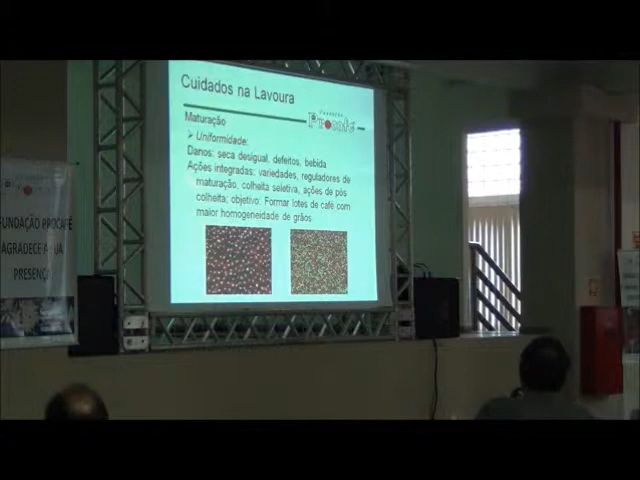 Cuidados na Lavoura
Procafé
Maturação
➢ Uniformidade:
Danos: seca desigual, defeitos, bebida
Ações integradas: variedades, reguladores de
maturação, colheita seletiva, ações de pós
colheita; objetivo: Formar lotes de café com
maior homogeneidade de grãos
FUNDAÇÃO PROCAFÉ
AGRADECE A SUA
PRESENÇA